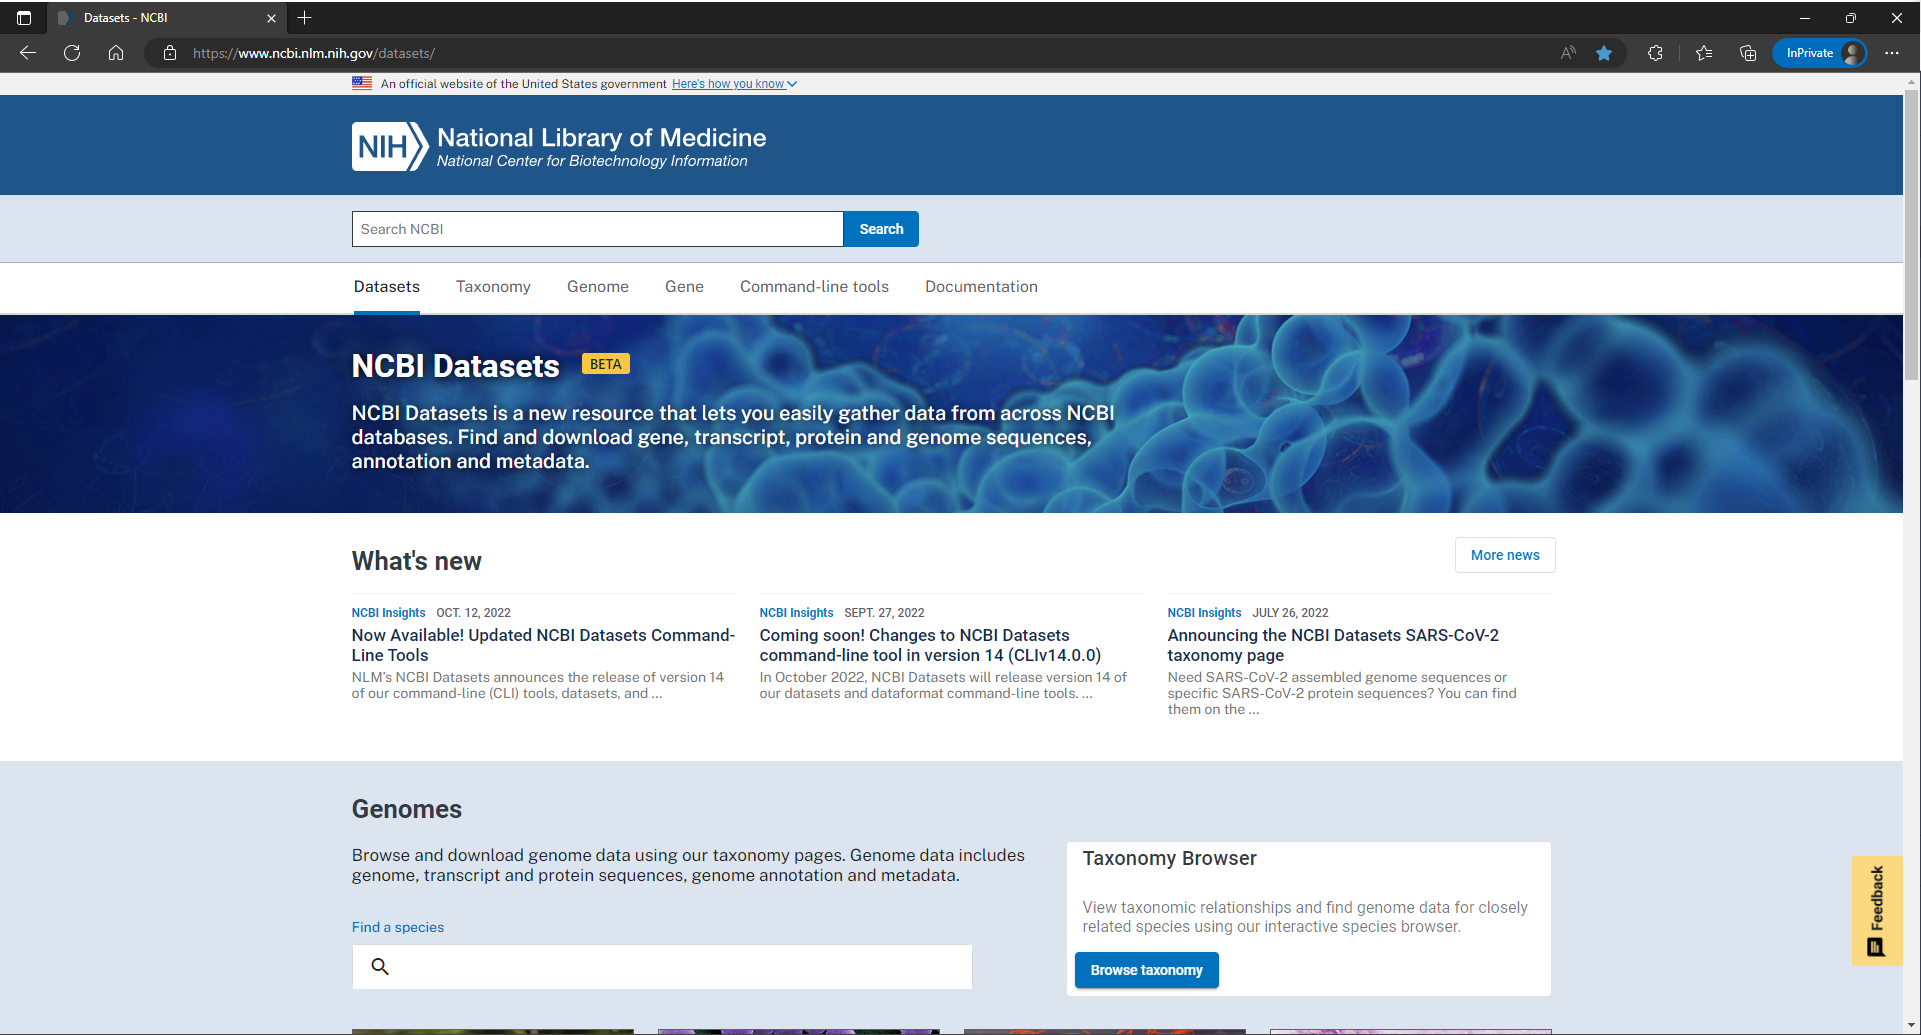 Datasets - NCBI
https://www.ncbi.nlm.nih.gov/datasets/
InPrivate
An official website of the United States government Here's how you know
NIH National Library of Medicine
National Center for Biotechnology Information
Search NCBI
Search
Datasets Taxonomy Genome Gene Command-line tools Documentation
NCBI Datasets BETA
NCBI Datasets is a new resource that lets you easily gather data from across NCBI
databases. Find and download gene, transcript, protein and genome sequences,
annotation and metadata.
What's new
More news
NCBI Insights OCT. 12, 2022
Now Available! Updated NCBI Datasets Command-
Line Tools
NLM's NCBI Datasets announces the release of version 14
of our command-line (CLI) tools, datasets, and ...
NCBI Insights SEPT. 27, 2022
Coming soon! Changes to NCBI Datasets
command-line tool in version 14 (CLIv14.0.0)
In October 2022, NCBI Datasets will release version 14 of
our datasets and dataformat command-line tools. ...
NCBI Insights JULY 26, 2022
Announcing the NCBI Datasets SARS-CoV-2
taxonomy page
Need SARS-CoV-2 assembled genome sequences or
specific SARS-CoV-2 protein sequences? You can find
them on the ...
Genomes
Browse and download genome data using our taxonomy pages. Genome data includes
genome, transcript and protein sequences, genome annotation and metadata.
Find a species
Taxonomy Browser
View taxonomic relationships and find genome data for closely
related species using our interactive species browser.
Browse taxonomy
Feedback